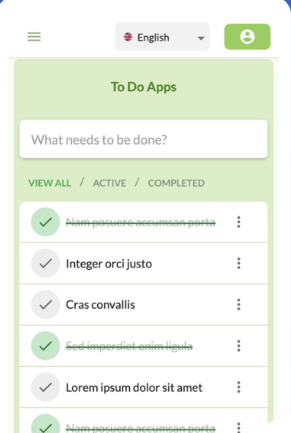 English
To Do Apps
What needs to be done?
VIEW ALL / ACTIVE / COMPLETED
Nam posuere accumsan porta
Integer orci justo
Cras convallis
Sed imperdiet enim ligula
Lorem ipsum dolor sit amet
Nam posuere accumsan porta